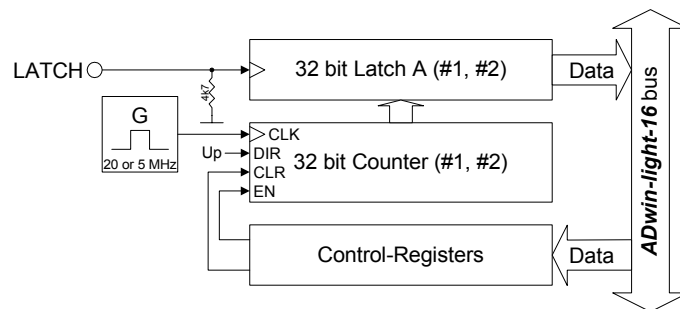 LATCH
4k7
32 bit Latch A (#1, #2)
Data
G
20 or 5 MHz
Up
CLK
DIR
CLR
EN
32 bit Counter (#1, #2)
Control-Registers
Data
ADwin-light-16 bus